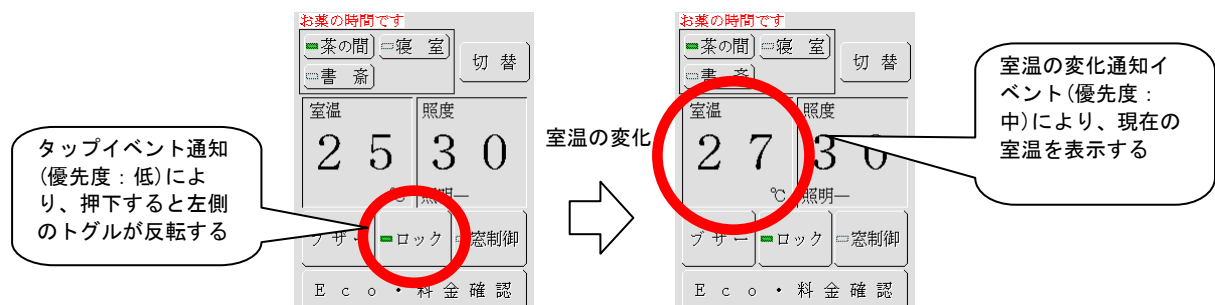 お薬の時間です
茶の間 寝 室
書 斎
切 替
室温 照度
2 5 3 0
℃ 照明―
ブ ザ ー ロック 窓制御
E c o ・ 料 金 確 認
タップイベント通知
(優先度：低)によ
り、押下すると左側
のトグルが反転する
室温の変化
お薬の時間です
茶の間 寝 室
書 斎
切 替
室温 照度
2 7 3 0
℃ 照明―
ブ ザ ー ロック 窓制御
E c o ・ 料 金 確 認
室温の変化通知イ
ベント(優先度：
中)により、現在の
室温を表示する